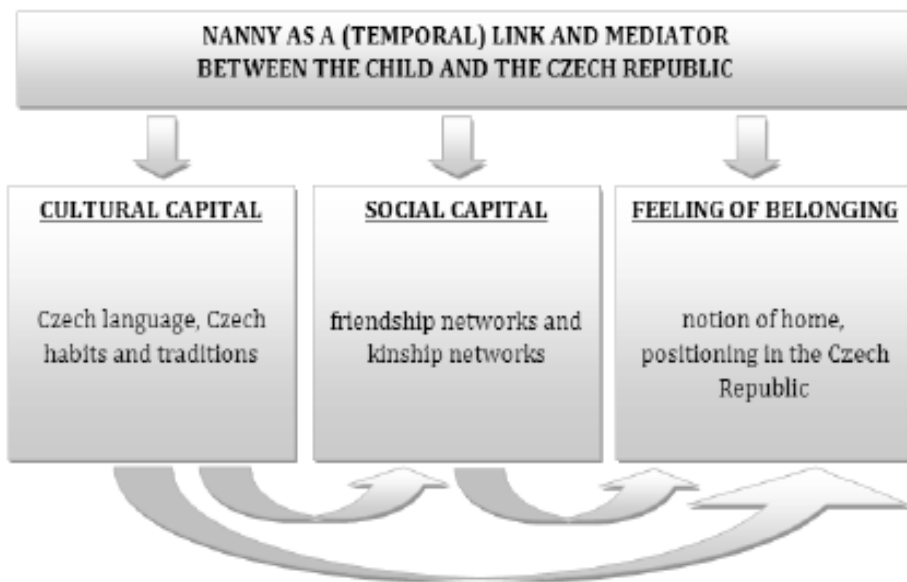 NANNY AS A (TEMPORAL) LINK AND MEDIATOR
BETWEEN THE CHILD AND THE CZECH REPUBLIC
CULTURAL CAPITAL
Czech language, Czech
habits and traditions
SOCIAL CAPITAL
friendship networks and
kinship networks
FEELING OF BELONGING
notion of home,
positioning in the Czech
Republic